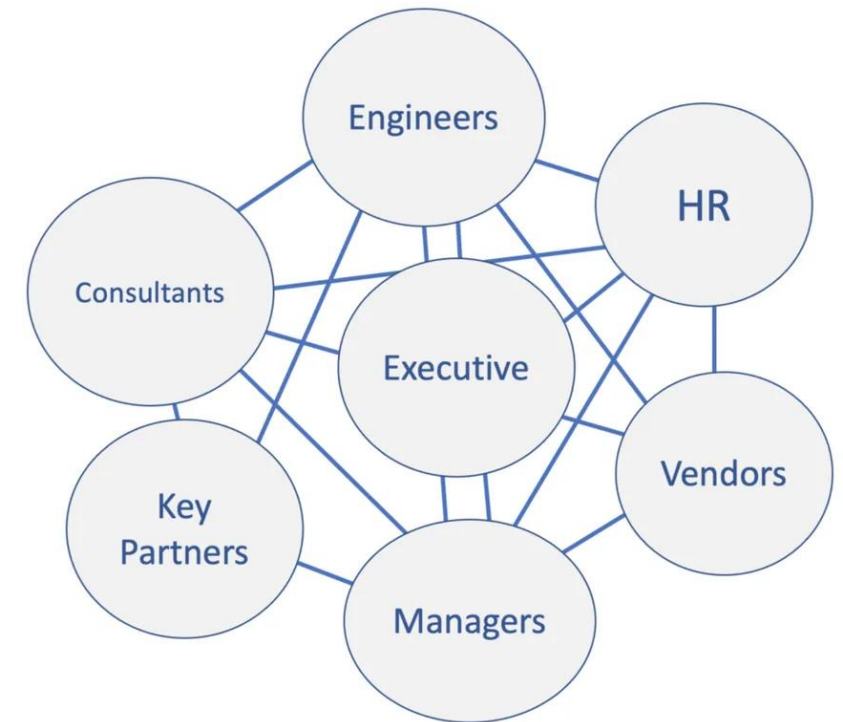 Engineers
HR
Consultants
Executive
Vendors
Key
Partners
Managers